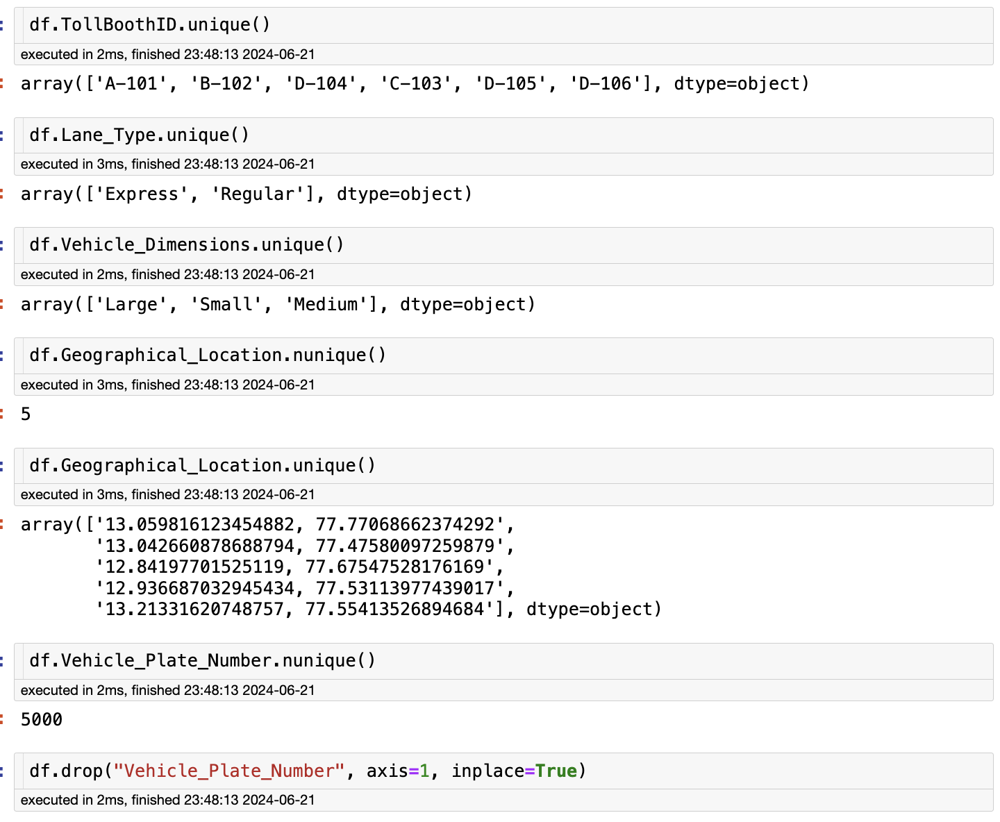 df.TollBoothID.unique()
executed in 2ms, finished 23:48:13 2024-06-21
array(['A-101', 'B-102', 'D-104', 'C-103', 'D-105', 'D-106'], dtype=object)
df.Lane_Type.unique()
executed in 3ms, finished 23:48:13 2024-06-21
array(['Express', 'Regular'], dtype=object)
df.Vehicle_Dimensions.unique()
executed in 2ms, finished 23:48:13 2024-06-21
array(['Large', 'Small', 'Medium'], dtype=object)
df.Geographical_Location.nunique()
executed in 3ms, finished 23:48:13 2024-06-21
5
df.Geographical_Location.unique()
executed in 3ms, finished 23:48:13 2024-06-21
array(['13.059816123454882, 77.77068662374292',
'13.042660878688794, 77.47580097259879',
'12.84197701525119, 77.67547528176169',
'12.936687032945434, 77.53113977439017',
'13.21331620748757, 77.55413526894684'], dtype=object)
df.Vehicle_Plate_Number.nunique()
executed in 2ms, finished 23:48:13 2024-06-21
5000
df.drop("Vehicle_Plate_Number", axis=1, inplace=True)
executed in 2ms, finished 23:48:13 2024-06-21